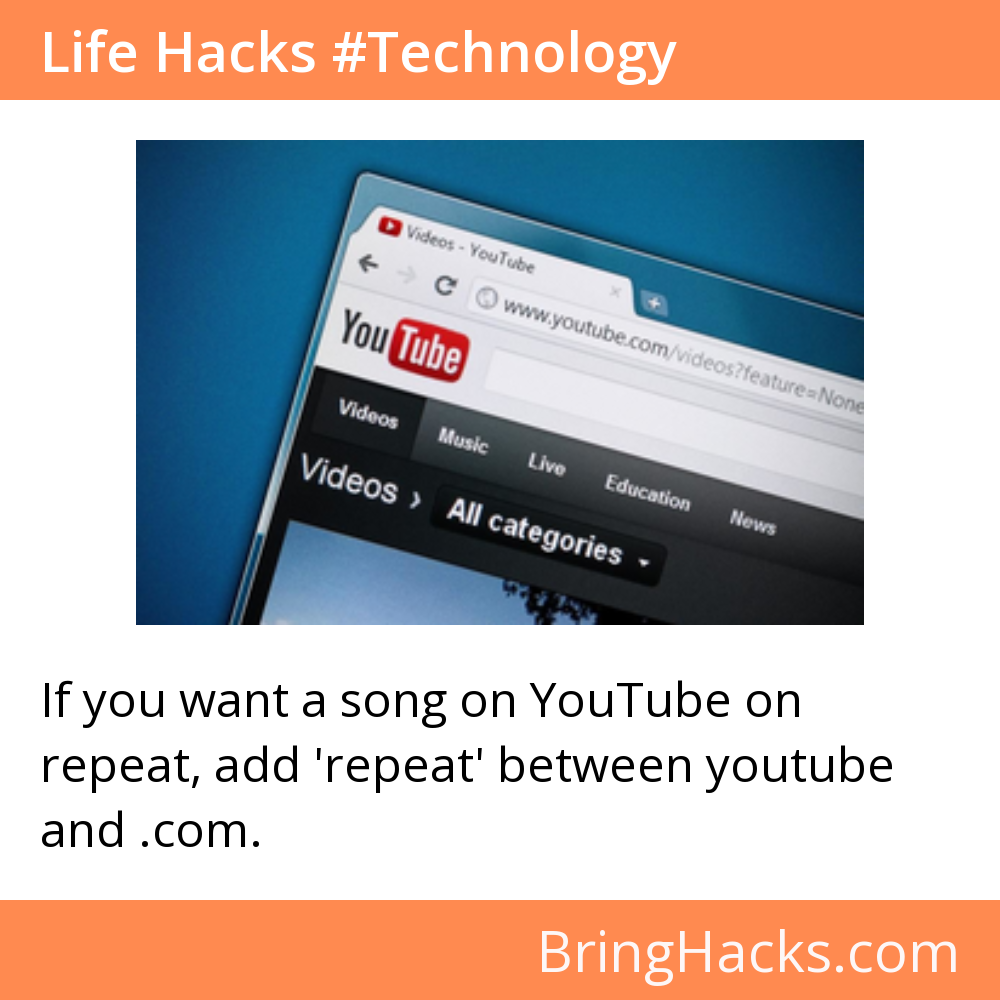 Life Hacks #Technology
Videos - YouTube
www.youtube.com/videos?feature=None
YouTube
Videos Music Live Education News
Videos › All categories
If you want a song on YouTube on
repeat, add 'repeat' between youtube
and .com.
BringHacks.com